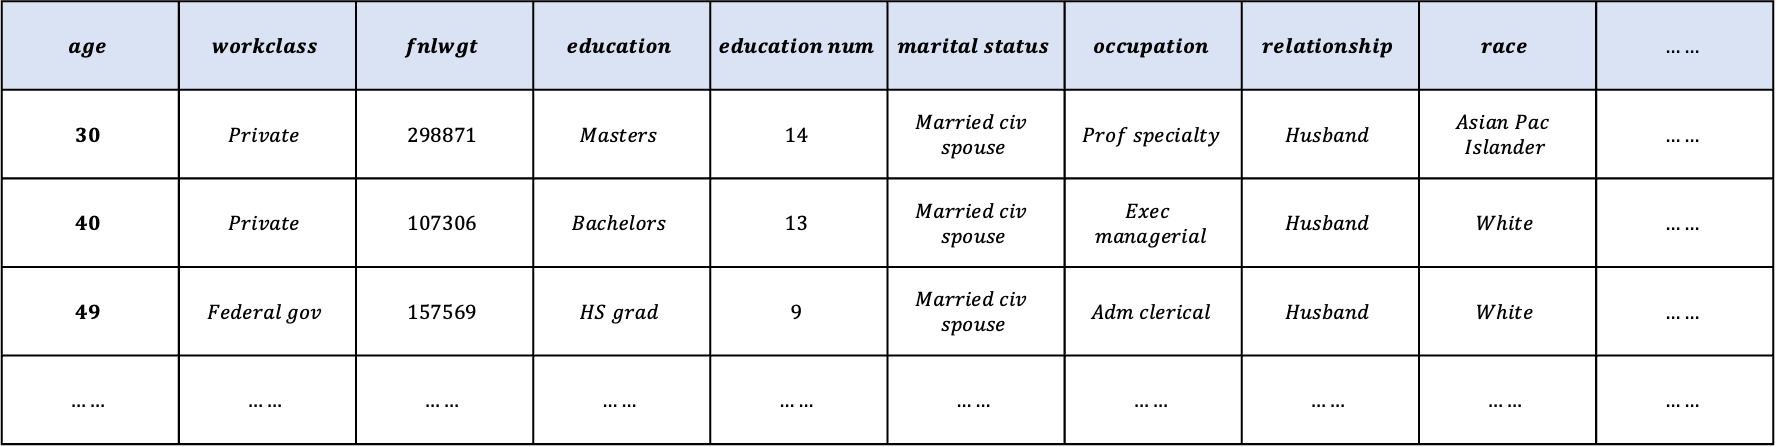 age workclass fnlwgt education education num marital status occupation relationship race ... ...
30 Private 298871 Masters 14 Married civ spouse Prof specialty Husband Asian Pac Islander ... ...
40 Private 107306 Bachelors 13 Married civ spouse Exec managerial Husband White ... ...
49 Federal gov 157569 HS grad 9 Married civ spouse Adm clerical Husband White ... ...
... ... ... ... ... ... ... ... ... ... ... ... ... ... ... ... ... ... ... ...